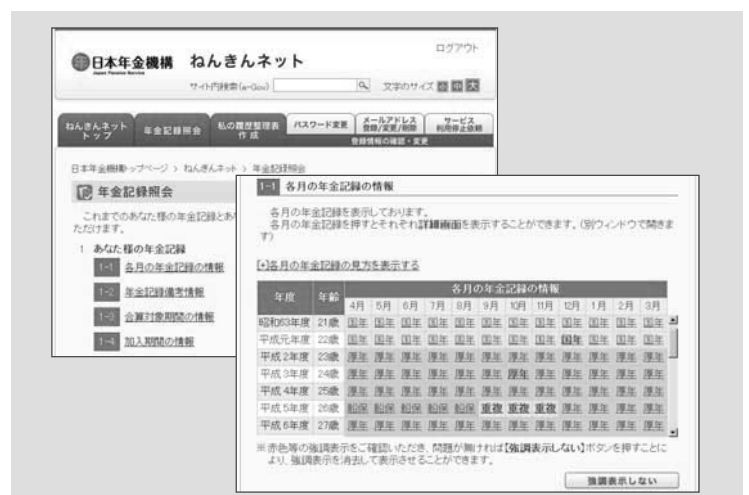 ログアウト
日本年金機構 ねんきんネット
Japan Pension Service
サイト内検索(e-Gov)
文字のサイズ 小 中 大
ねんきんネット
トップ
年金記録照会
私の履歴整理表
作成
パスワード変更
メールアドレス
登録/変更/削除
サービス
利用停止依頼
登録情報の確認・変更
日本年金機構トップページ > ねんきんネット > 年金記録照会
年金記録照会
これまでのあなた様の年金記録とあ
ただけます。
1 あなた様の年金記録
1-1 各月の年金記録の情報
1-2 年金記録備考情報
1-3 合算対象期間の情報
1-4 加入期間の情報
1-1 各月の年金記録の情報
各月の年金記録を表示しております。
各月の年金記録を押すとそれぞれ詳細画面を表示することができます。(別ウィンドウで開きま
す)
[+]各月の年金記録の見方を表示する
年度 年齢 各月の年金記録の情報
4月 5月 6月 7月 8月 9月 10月 11月 12月 1月 2月 3月
昭和63年度 21歳 国年 国年 国年 国年 国年 国年 国年 国年 国年 国年 国年 国年
平成元年度 22歳 国年 国年 国年 国年 国年 国年 国年 国年 国年 国年 国年 国年
平成2年度 23歳 厚年 厚年 厚年 厚年 厚年 厚年 厚年 厚年 厚年 厚年 厚年 厚年
平成3年度 24歳 厚年 厚年 厚年 厚年 厚年 厚年 厚年 厚年 厚年 厚年 厚年 厚年
平成4年度 25歳 厚年 厚年 厚年 厚年 厚年 厚年 厚年 厚年 厚年 厚年 厚年 厚年
平成5年度 26歳 船保 船保 船保 船保 船保 重複 重複 重複 厚年 厚年 厚年 厚年
平成6年度 27歳 厚年 厚年 厚年 厚年 厚年 厚年 厚年 厚年 厚年 厚年 厚年 厚年
※赤色等の強調表示をご確認いただき、問題が無ければ【強調表示しない】ボタンを押すことに
より、強調表示を消去して表示させることができます。
強調表示しない